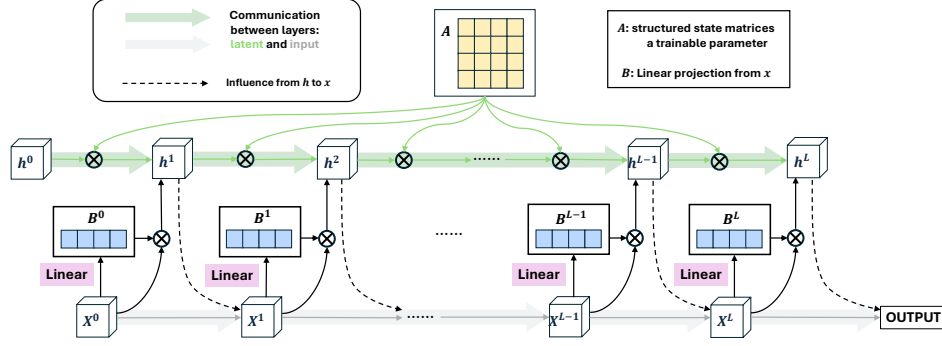 Communication
between layers:
latent and input
Influence from h to x
A
A: structured state matrices
a trainable parameter
B: Linear projection from x
h⁰
h¹
h²
......
hᴸ⁻¹
hᴸ
B⁰
B¹
......
Bᴸ⁻¹
Bᴸ
Linear
Linear
Linear
Linear
X⁰
X¹
......
Xᴸ⁻¹
Xᴸ
OUTPUT